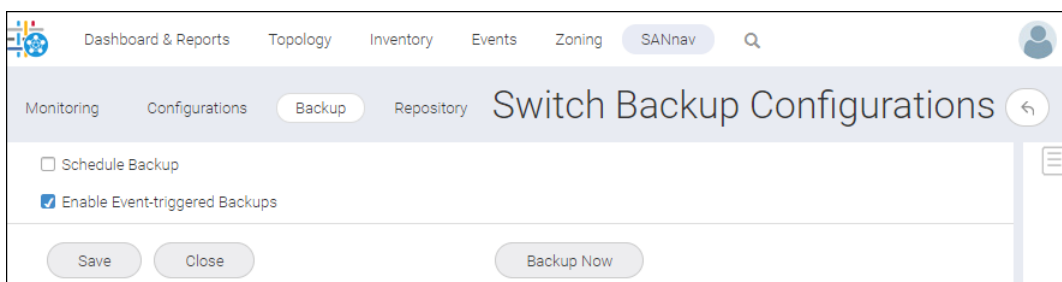 Dashboard & Reports Topology Inventory Events Zoning SANnav
Monitoring Configurations Backup Repository Switch Backup Configurations
Schedule Backup
Enable Event-triggered Backups
Save Close Backup Now